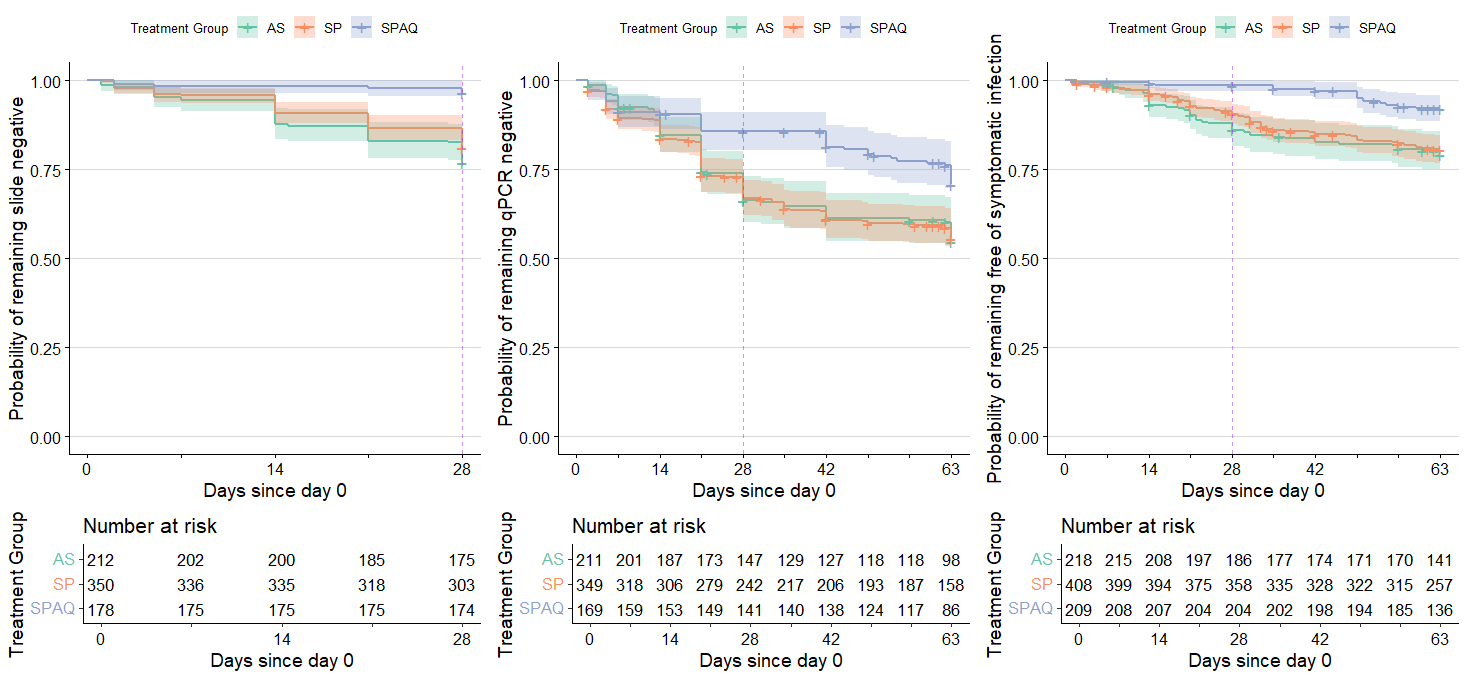 Treatment Group AS SP SPAQ
Probability of remaining slide negative
1.00
0.75
0.50
0.25
0.00
0 14 28
Days since day 0
Number at risk
Treatment Group
AS 212 202 200 185 175
SP 350 336 335 318 303
SPAQ 178 175 175 175 174
0 14 28
Days since day 0
Treatment Group AS SP SPAQ
Probability of remaining qPCR negative
1.00
0.75
0.50
0.25
0.00
0 14 28 42 63
Days since day 0
Number at risk
Treatment Group
AS 211 201 187 173 147 129 127 118 118 98
SP 349 318 306 279 242 217 206 193 187 158
SPAQ 169 159 153 149 141 140 138 124 117 86
0 14 28 42 63
Days since day 0
Treatment Group AS SP SPAQ
Probability of remaining free of symptomatic infection
1.00
0.75
0.50
0.25
0.00
0 14 28 42 63
Days since day 0
Number at risk
Treatment Group
AS 218 215 208 197 186 177 174 171 170 141
SP 408 399 394 375 358 335 328 322 315 257
SPAQ 209 208 207 204 204 202 198 194 185 136
0 14 28 42 63
Days since day 0